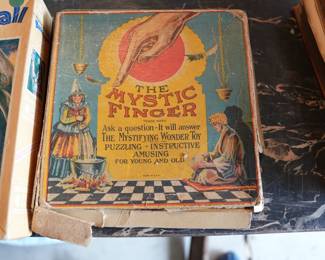 all
THE
MYSTIC
FINGER
Ask a question-It will answer
THE MYSTIFYING WONDER TOY
PUZZLING - INSTRUCTIVE
AMUSING
FOR YOUNG AND OLD